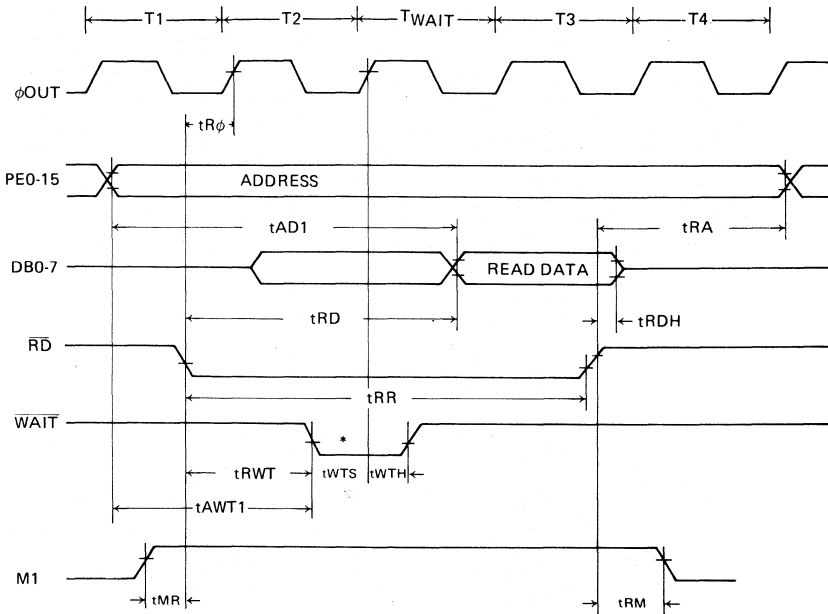 T1 T2 TWAIT T3 T4
φOUT
tRφ
PE0-15 ADDRESS
tAD1 tRA
DB0-7 READ DATA
tRD tRDH
RD
tRR
WAIT
*
tRWT tWTS tWTH
tAWT1
M1
tMR tRM